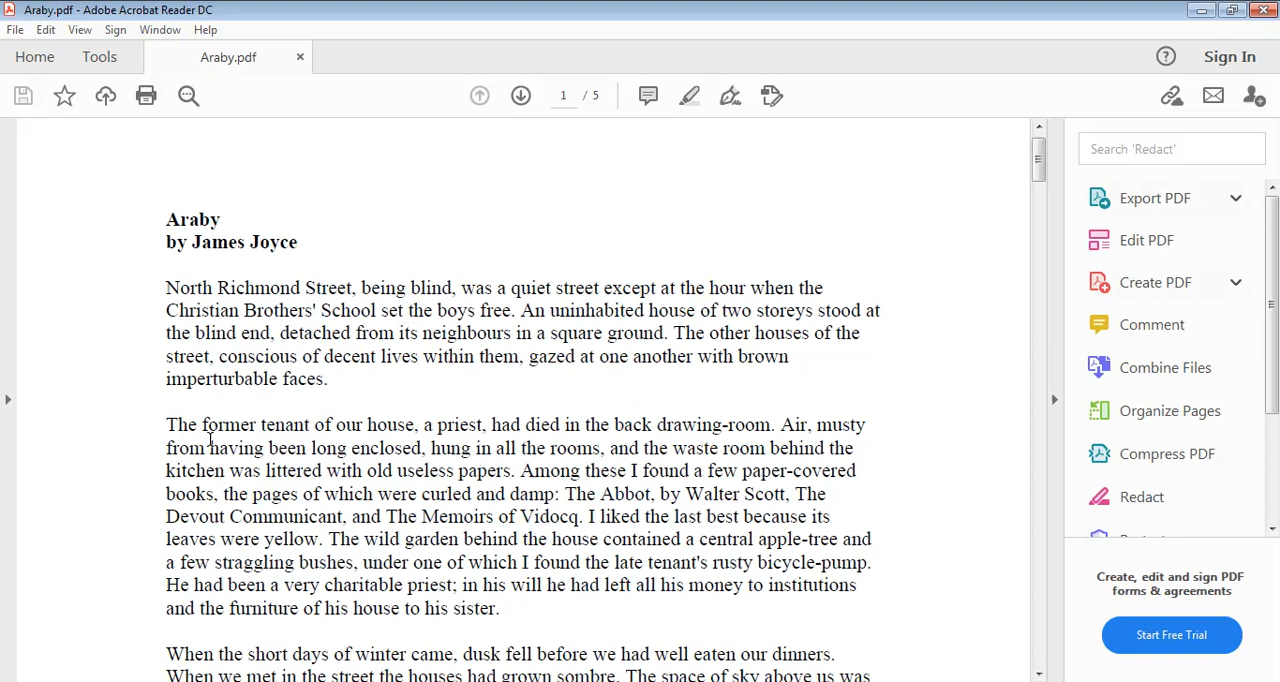 Araby.pdf - Adobe Acrobat Reader DC
File Edit View Sign Window Help
Home Tools Araby.pdf × Sign In
1 / 5
Search 'Redact'
Export PDF
Edit PDF
Create PDF
Comment
Combine Files
Organize Pages
Compress PDF
Redact
Create, edit and sign PDF
forms & agreements
Start Free Trial
Araby
by James Joyce
North Richmond Street, being blind, was a quiet street except at the hour when the
Christian Brothers' School set the boys free. An uninhabited house of two storeys stood at
the blind end, detached from its neighbours in a square ground. The other houses of the
street, conscious of decent lives within them, gazed at one another with brown
imperturbable faces.
The former tenant of our house, a priest, had died in the back drawing-room. Air, musty
from having been long enclosed, hung in all the rooms, and the waste room behind the
kitchen was littered with old useless papers. Among these I found a few paper-covered
books, the pages of which were curled and damp: The Abbot, by Walter Scott, The
Devout Communicant, and The Memoirs of Vidocq. I liked the last best because its
leaves were yellow. The wild garden behind the house contained a central apple-tree and
a few straggling bushes, under one of which I found the late tenant's rusty bicycle-pump.
He had been a very charitable priest; in his will he had left all his money to institutions
and the furniture of his house to his sister.
When the short days of winter came, dusk fell before we had well eaten our dinners.
When we met in the street the houses had grown sombre. The space of sky above us was